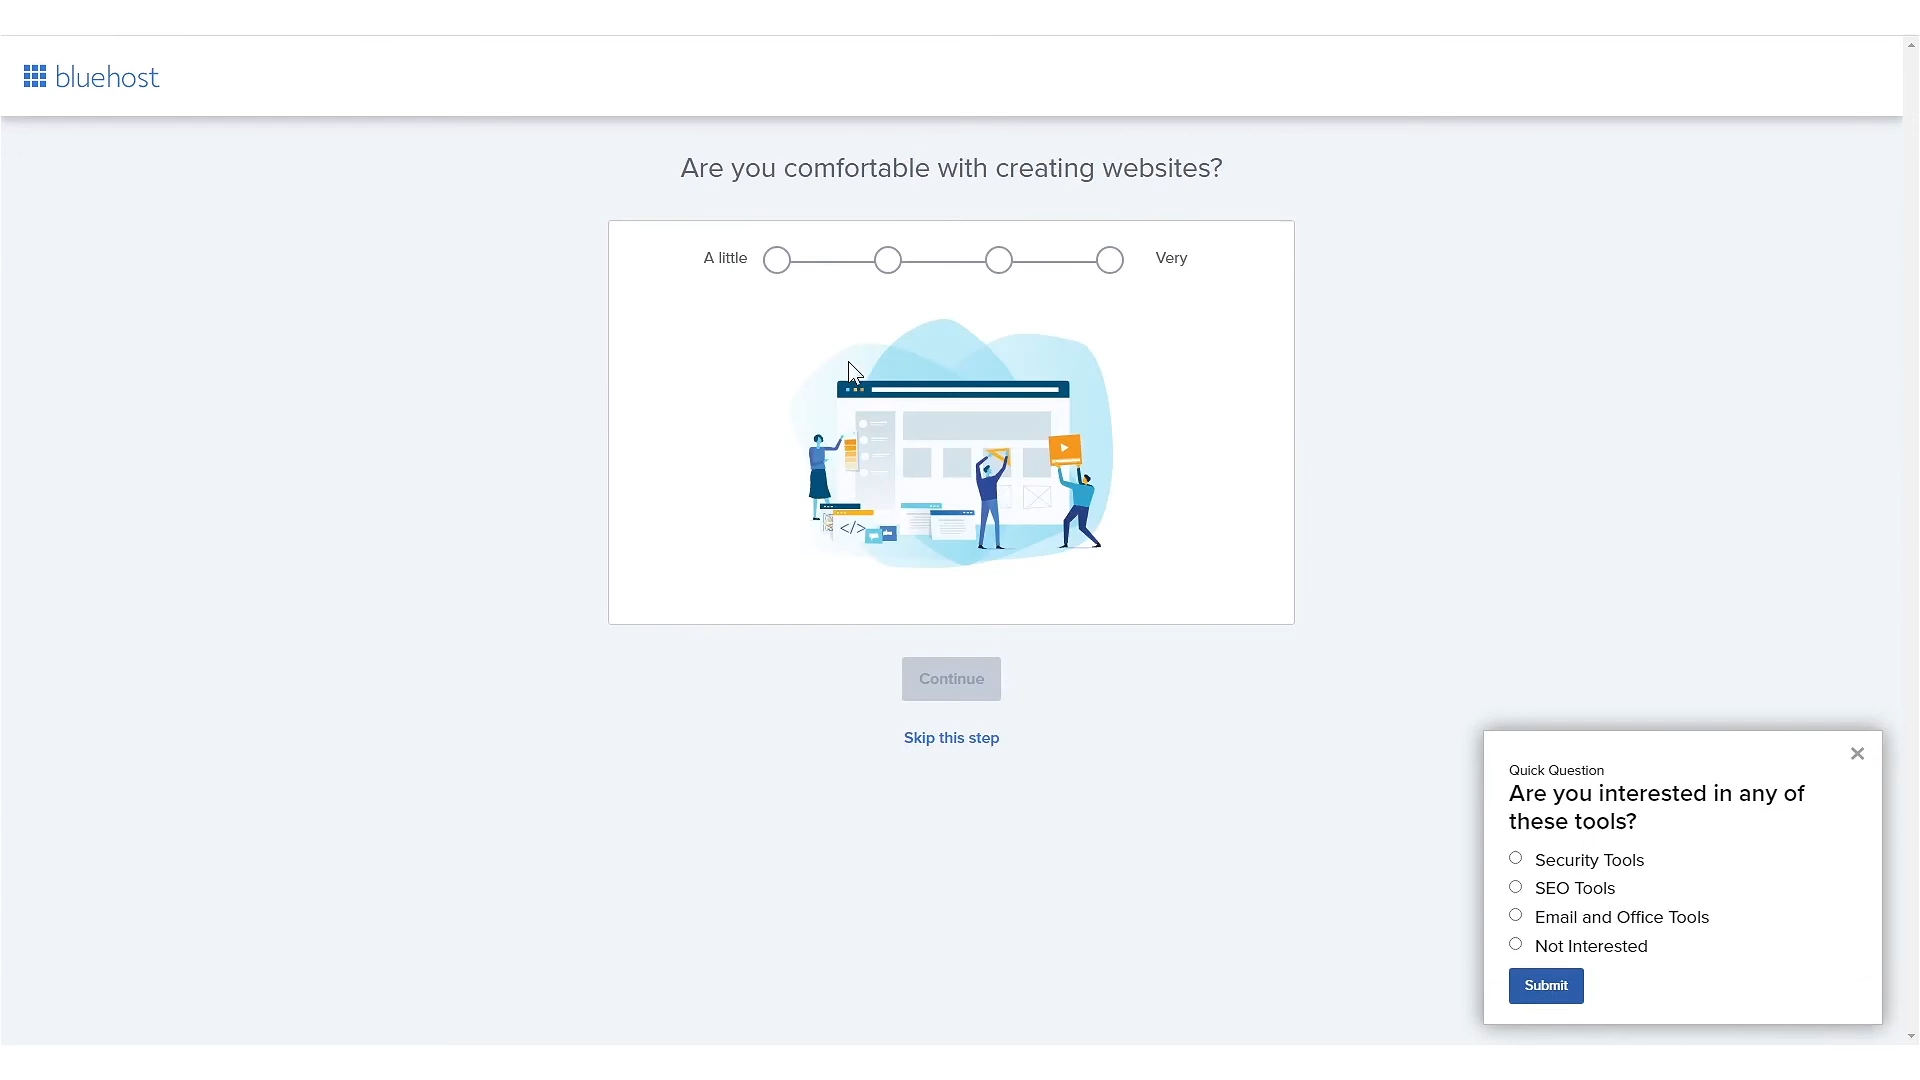 bluehost
Are you comfortable with creating websites?
A little
Very
</>
Continue
Skip this step
Quick Question
Are you interested in any of
these tools?
Security Tools
SEO Tools
Email and Office Tools
Not Interested
Submit